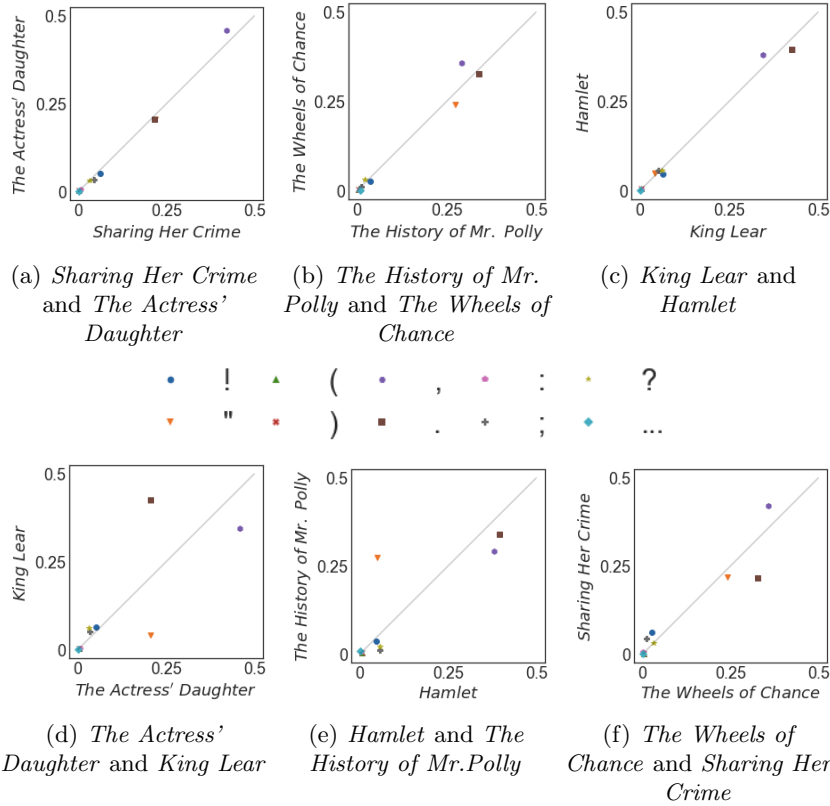 0.5
0.25
0
0
0.25
0.5
The Actress' Daughter
Sharing Her Crime
0.5
0.25
0
0
0.25
0.5
The Wheels of Chance
The History of Mr. Polly
0.5
0.25
0
0
0.25
0.5
Hamlet
King Lear
(a) Sharing Her Crime
and The Actress'
Daughter
(b) The History of Mr.
Polly and The Wheels of
Chance
(c) King Lear and
Hamlet
! ( , : ?
" ) . ; ...
0.5
0.25
0
0
0.25
0.5
King Lear
The Actress' Daughter
0.5
0.25
0
0
0.25
0.5
The History of Mr. Polly
Hamlet
0.5
0.25
0
0
0.25
0.5
Sharing Her Crime
The Wheels of Chance
(d) The Actress'
Daughter and King Lear
(e) Hamlet and The
History of Mr.Polly
(f) The Wheels of
Chance and Sharing Her
Crime